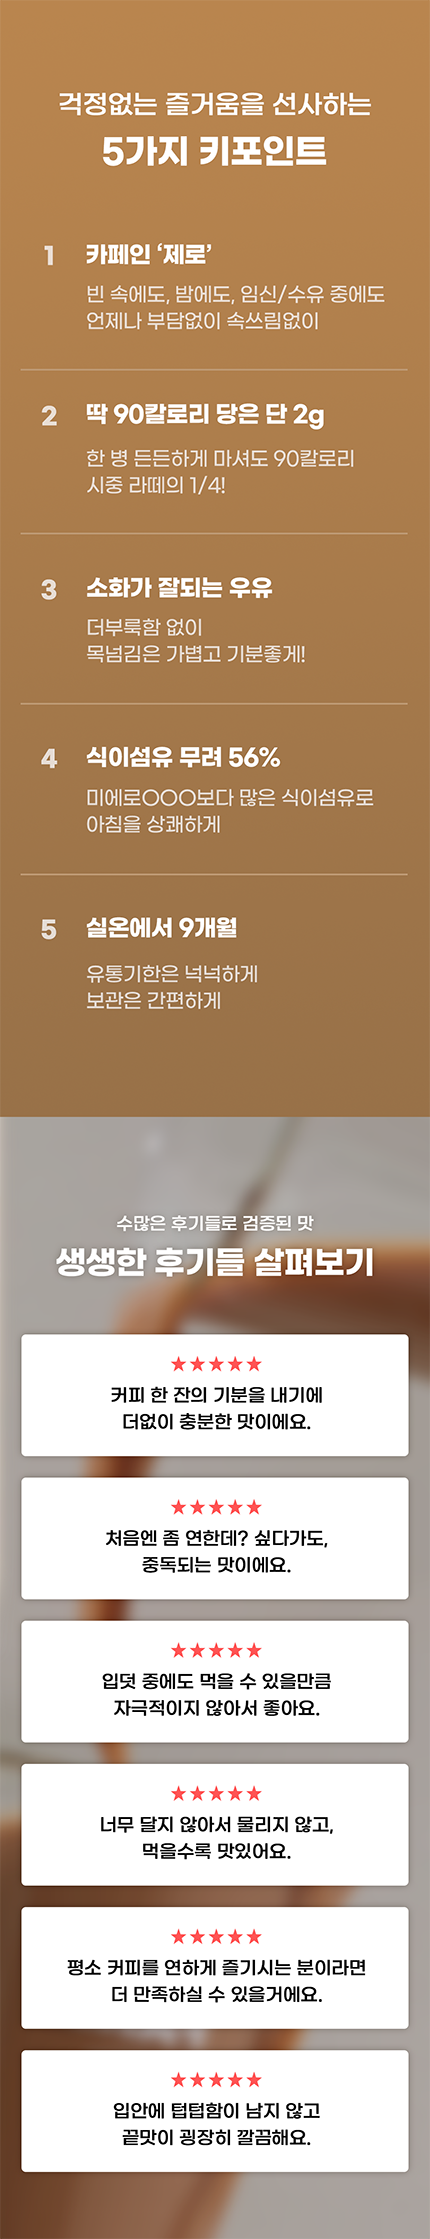 걱정없는 즐거움을 선사하는
5가지 키포인트
1 카페인 ‘제로’
빈 속에도, 밤에도, 임신/수유 중에도
언제나 부담없이 속쓰림없이
2 딱 90칼로리 당은 단 2g
한 병 든든하게 마셔도 90칼로리
시중 라떼의 1/4!
3 소화가 잘되는 우유
더부룩함 없이
목넘김은 가볍고 기분좋게!
4 식이섬유 무려 56%
미에로○○○보다 많은 식이섬유로
아침을 상쾌하게
5 실온에서 9개월
유통기한은 넉넉하게
보관은 간편하게
수많은 후기들로 검증된 맛
생생한 후기들 살펴보기
★★★★★
커피 한 잔의 기분을 내기에
더없이 충분한 맛이에요.
★★★★★
처음엔 좀 연한데? 싶다가도,
중독되는 맛이에요.
★★★★★
입덧 중에도 먹을 수 있을만큼
자극적이지 않아서 좋아요.
★★★★★
너무 달지 않아서 물리지 않고,
먹을수록 맛있어요.
★★★★★
평소 커피를 연하게 즐기시는 분이라면
더 만족하실 수 있을거에요.
★★★★★
입안에 텁텁함이 남지 않고
끝맛이 굉장히 깔끔해요.